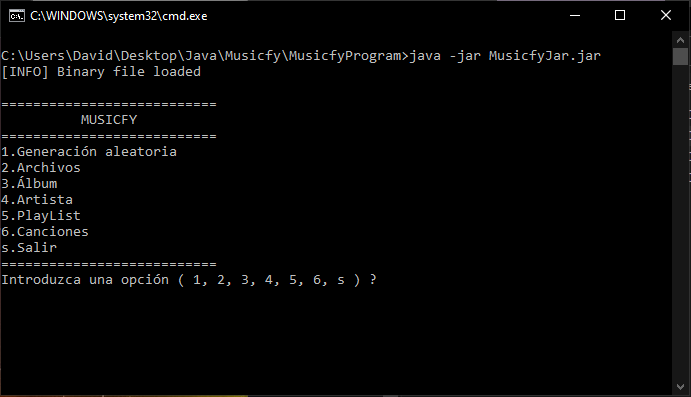 C:\WINDOWS\system32\cmd.exe
C:\Users\David\Desktop\Java\Musicfy\MusicfyProgram>java -jar MusicfyJar.jar
[INFO] Binary file loaded
===========================
MUSICFY
===========================
1.Generación aleatoria
2.Archivos
3.Álbum
4.Artista
5.PlayList
6.Canciones
s.Salir
===========================
Introduzca una opción ( 1, 2, 3, 4, 5, 6, s ) ?